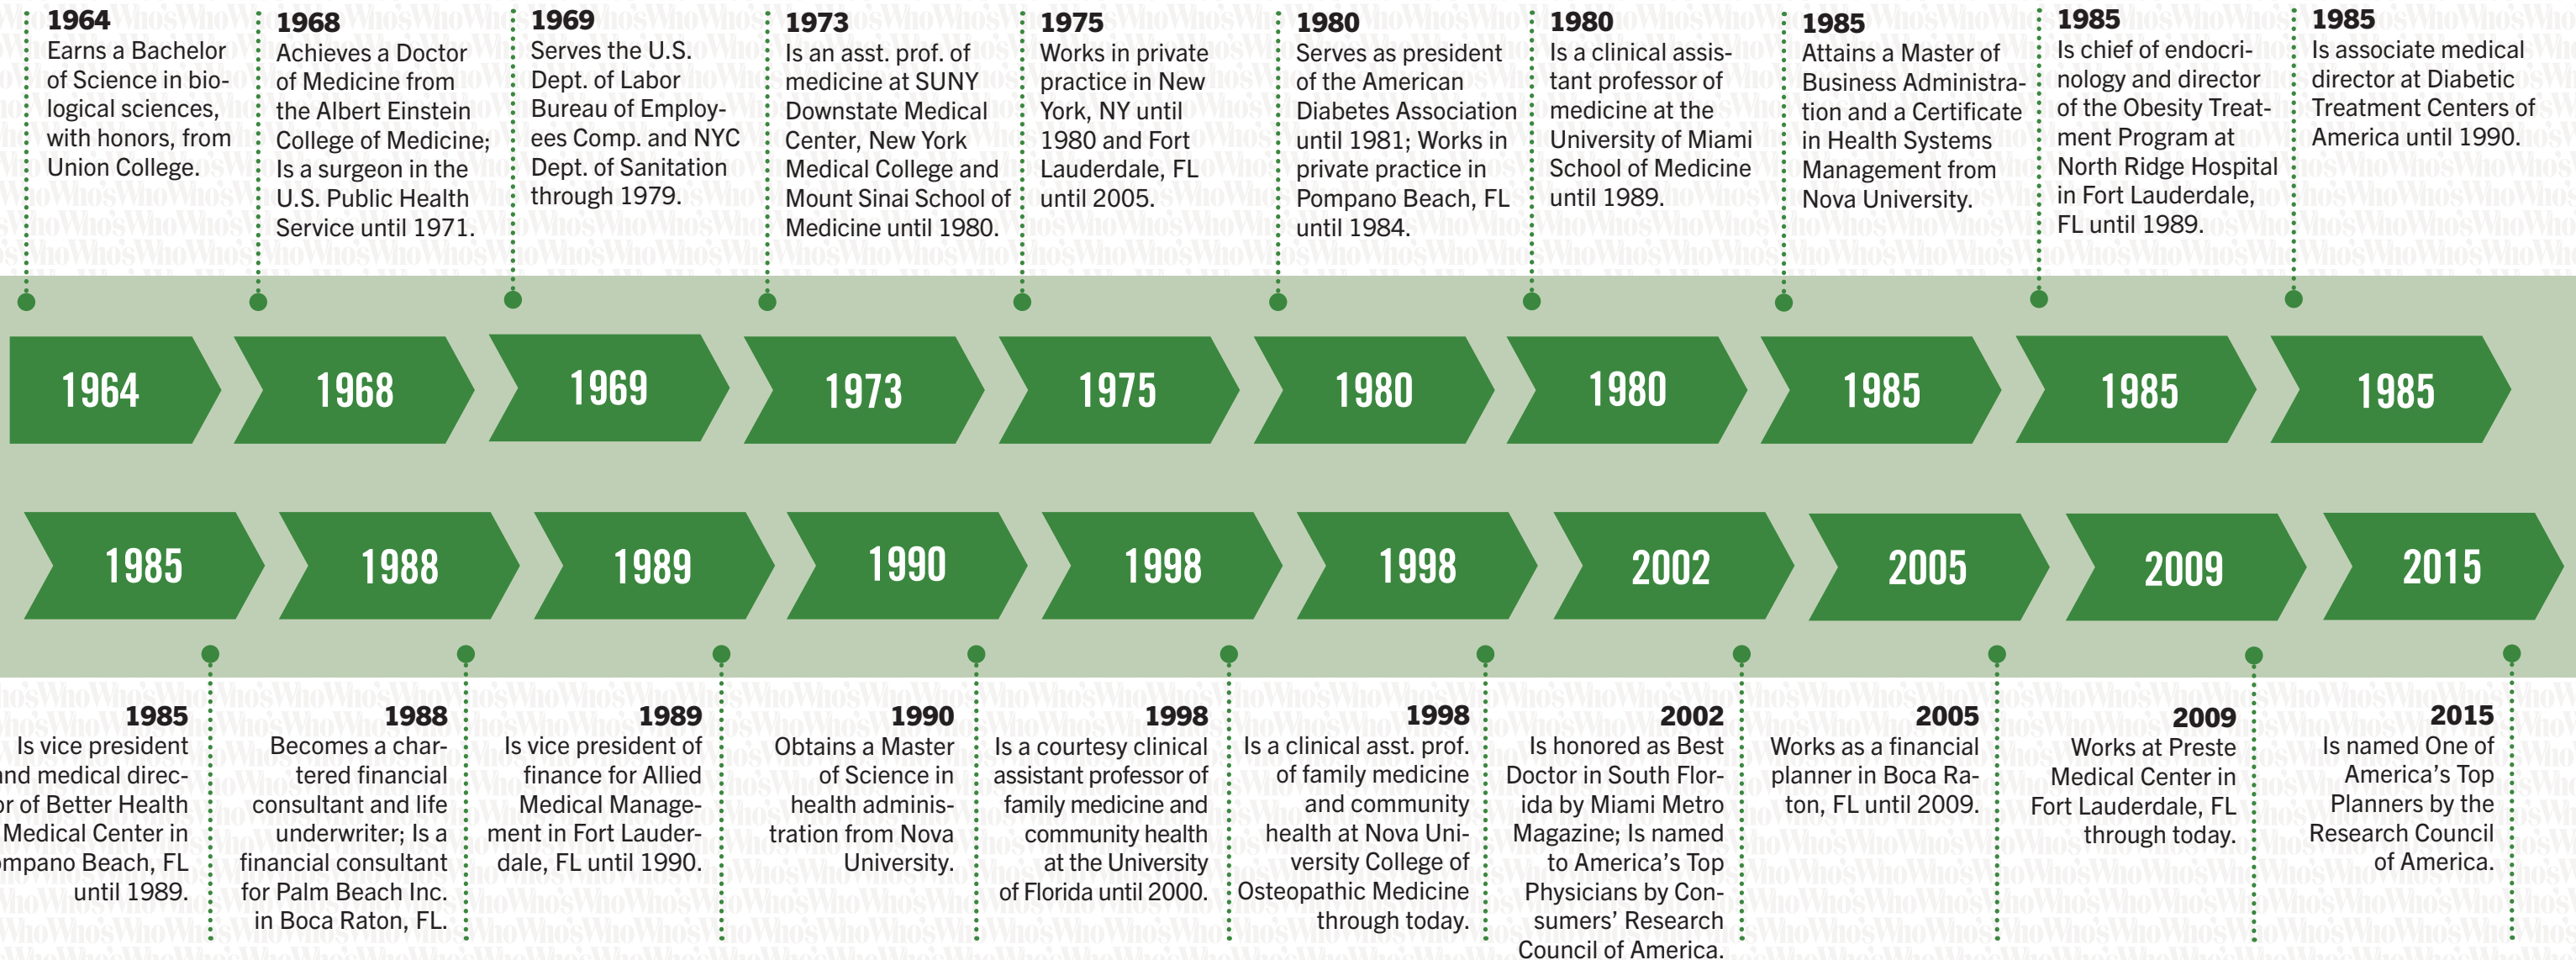 1964
Earns a Bachelor
of Science in bio-
logical sciences,
with honors, from
Union College.
1968
Achieves a Doctor
of Medicine from
the Albert Einstein
College of Medicine;
Is a surgeon in the
U.S. Public Health
Service until 1971.
1969
Serves the U.S.
Dept. of Labor
Bureau of Employ-
ees Comp. and NYC
Dept. of Sanitation
through 1979.
1973
Is an asst. prof. of
medicine at SUNY
Downstate Medical
Center, New York
Medical College and
Mount Sinai School of
Medicine until 1980.
1975
Works in private
practice in New
York, NY until
1980 and Fort
Lauderdale, FL
until 2005.
1980
Serves as president
of the American
Diabetes Association
until 1981; Works in
private practice in
Pompano Beach, FL
until 1984.
1980
Is a clinical assis-
tant professor of
medicine at the
University of Miami
School of Medicine
until 1989.
1985
Attains a Master of
Business Administra-
tion and a Certificate
in Health Systems
Management from
Nova University.
1985
Is chief of endocri-
nology and director
of the Obesity Treat-
ment Program at
North Ridge Hospital
in Fort Lauderdale,
FL until 1989.
1985
Is associate medical
director at Diabetic
Treatment Centers of
America until 1990.
1964 1968 1969 1973 1975 1980 1980 1985 1985 1985
1985 1988 1989 1990 1998 1998 2002 2005 2009 2015
1985
Is vice president
nd medical direc-
or of Better Health
Medical Center in
ompano Beach, FL
until 1989.
1988
Becomes a char-
tered financial
consultant and life
underwriter; Is a
financial consultant
for Palm Beach Inc.
in Boca Raton, FL.
1989
Is vice president of
finance for Allied
Medical Manage-
ment in Fort Lauder-
dale, FL until 1990.
1990
Obtains a Master
of Science in
health adminis-
tration from Nova
University.
1998
Is a courtesy clinical
assistant professor of
family medicine and
community health
at the University
of Florida until 2000.
1998
Is a clinical asst. prof.
of family medicine
and community
health at Nova Uni-
versity College of
Osteopathic Medicine
through today.
2002
Is honored as Best
Doctor in South Flor-
ida by Miami Metro
Magazine; Is named
to America's Top
Physicians by Con-
sumers' Research
Council of America.
2005
Works as a financial
planner in Boca Ra-
ton, FL until 2009.
2009
Works at Preste
Medical Center in
Fort Lauderdale, FL
through today.
2015
Is named One of
America's Top
Planners by the
Research Council
of America.